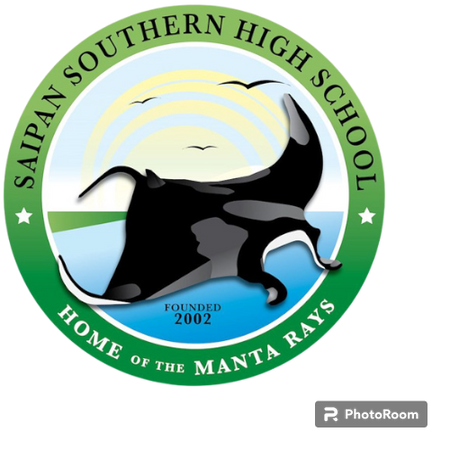 SAIPAN SOUTHERN HIGH SCHOOL
FOUNDED
2002
HOME OF THE MANTA RAYS
PhotoRoom